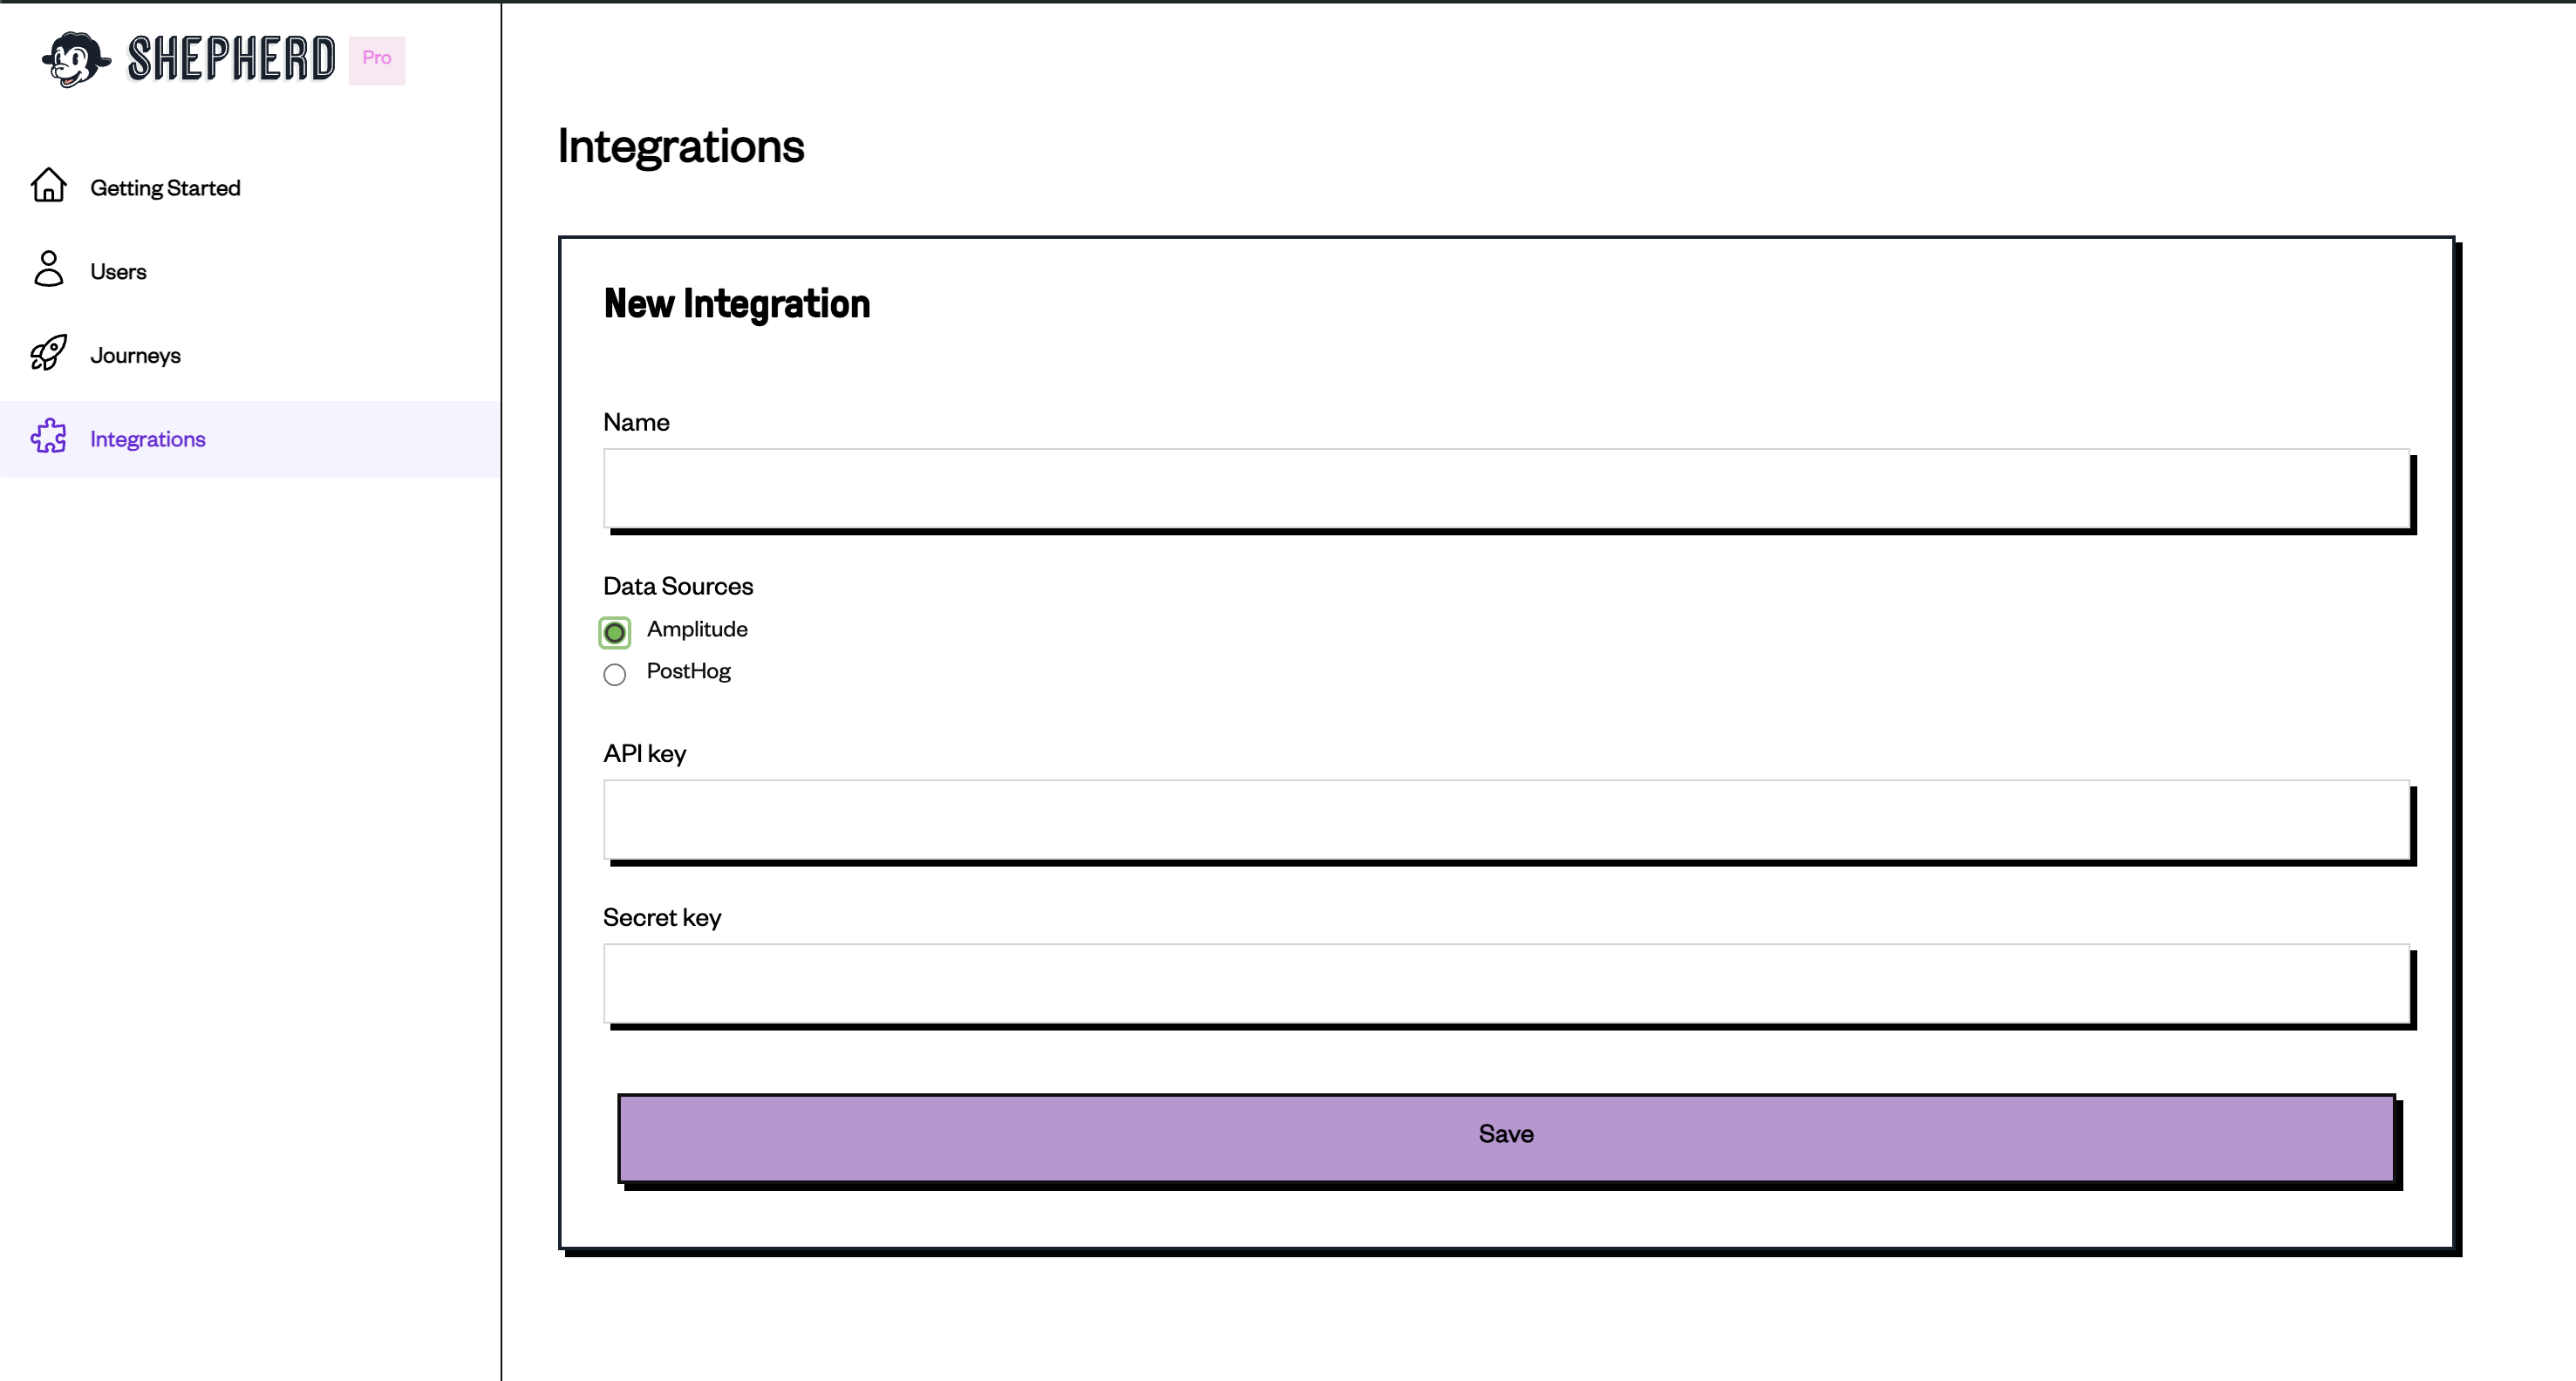 SHEPHERD
Pro
Getting Started
Users
Journeys
Integrations
Integrations
New Integration
Name
Data Sources
Amplitude
PostHog
API key
Secret key
Save